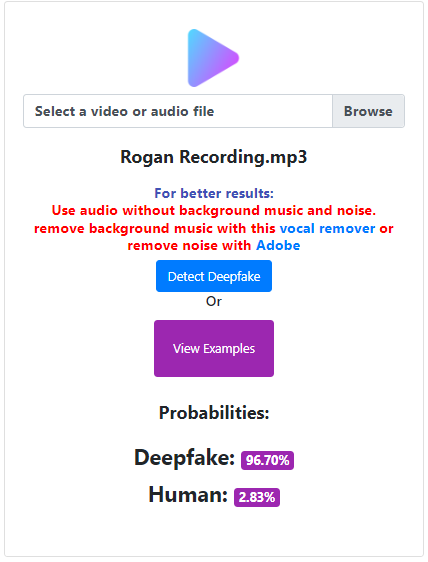 Select a video or audio file Browse
Rogan Recording.mp3
For better results:
Use audio without background music and noise.
remove background music with this vocal remover or
remove noise with Adobe
Detect Deepfake
Or
View Examples
Probabilities:
Deepfake: 96.70%
Human: 2.83%